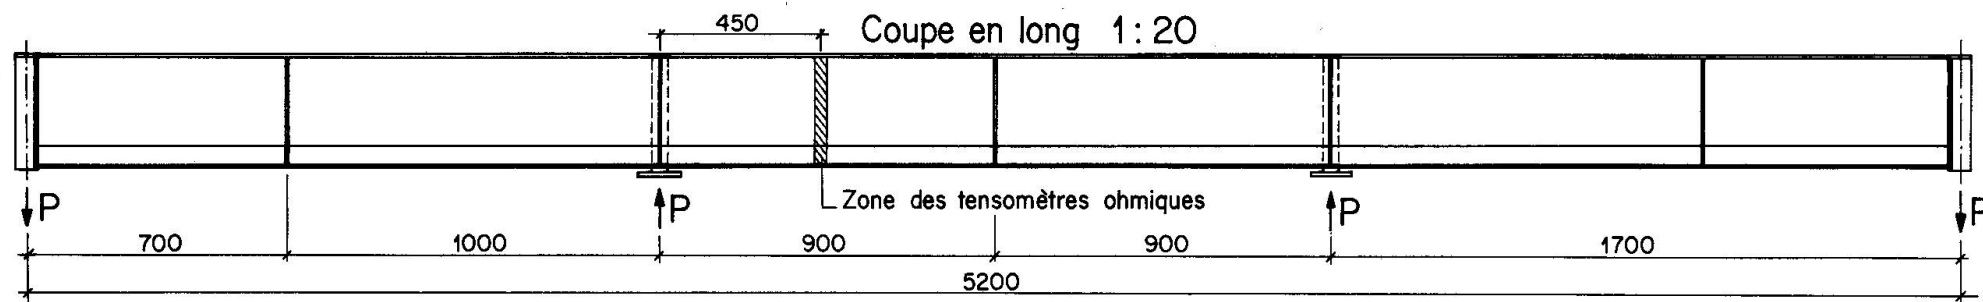 450
Coupe en long 1:20
P
P
Zone des tensomètres ohmiques
P
P
700
1000
900
900
1700
5200